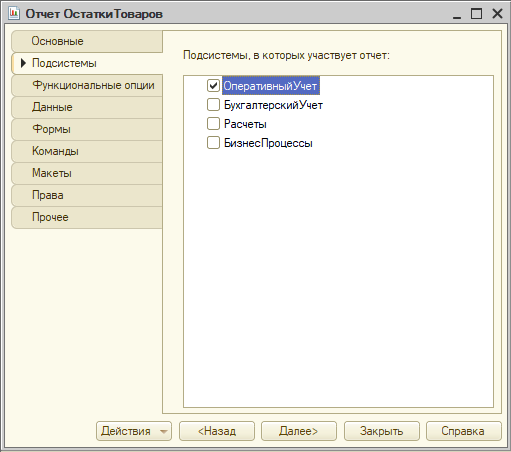 Отчет ОстаткиТоваров
Основные
Подсистемы
Функциональные опции
Данные
Формы
Команды
Макеты
Права
Прочее
Подсистемы, в которых участвует отчет:
ОперативныйУчет
БухгалтерскийУчет
Расчеты
БизнесПроцессы
Действия
<Назад
Далее>
Закрыть
Справка